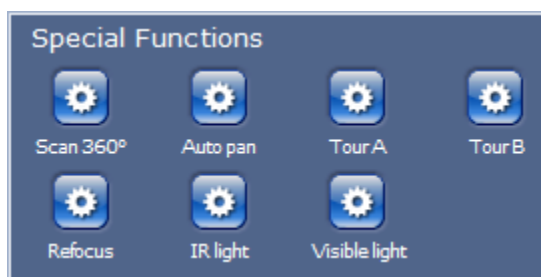 Special Functions
Scan 360° Auto pan Tour A Tour B
Refocus IR light Visible light